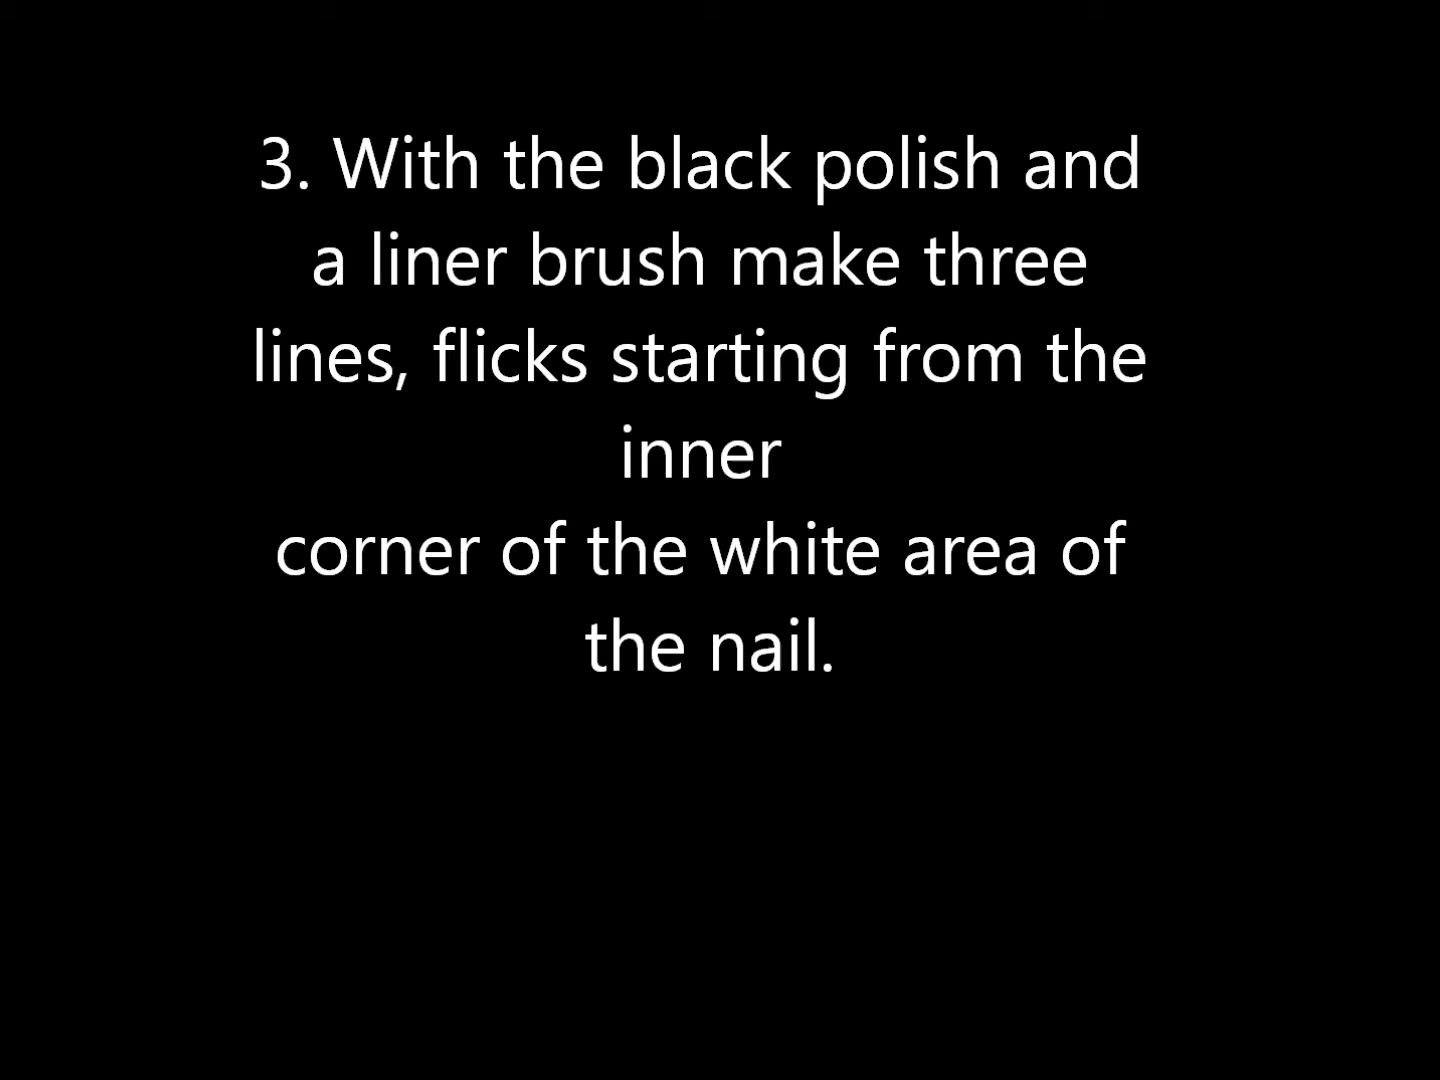 3. With the black polish and
a liner brush make three
lines, flicks starting from the
inner
corner of the white area of
the nail.